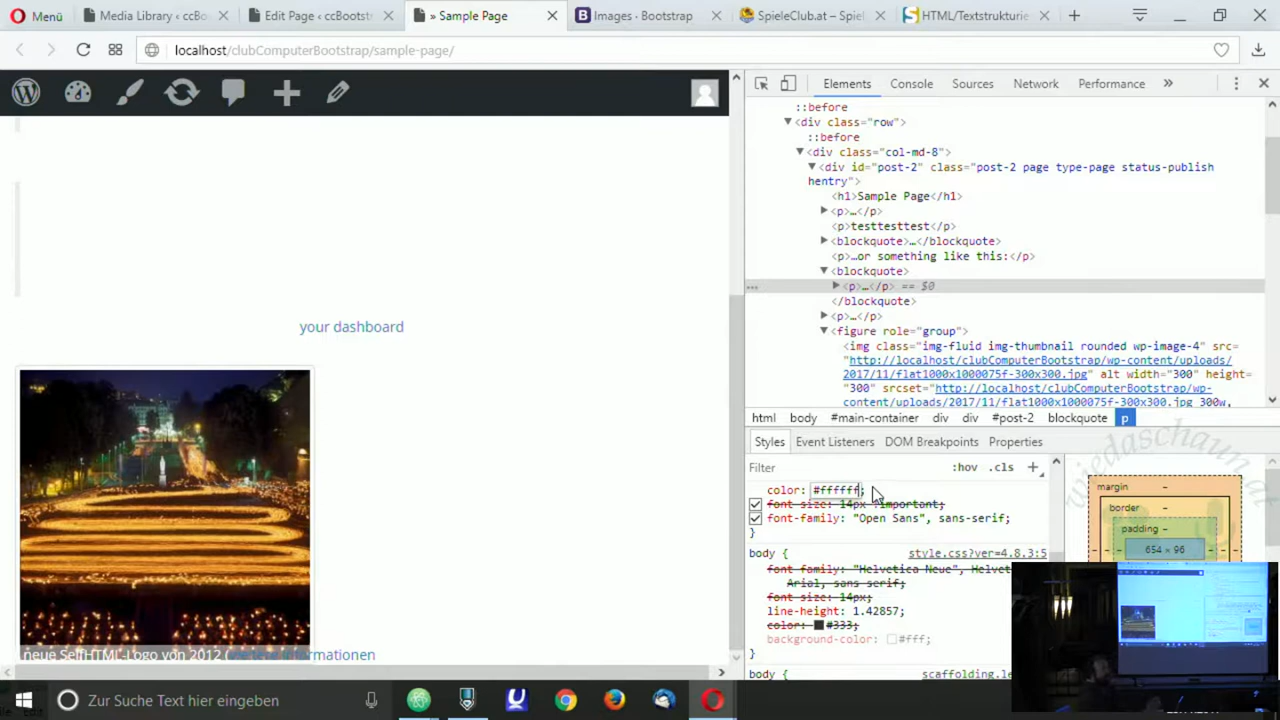 Menü
Media Library ‹ ccBo
Edit Page ‹ ccBootst
» Sample Page
Images · Bootstrap
SpieleClub.at – Spiel
HTML/Textstrukturie
localhost/clubComputerBootstrap/sample-page/
Elements Console Sources Network Performance »
::before
<div class="row">
::before
<div class="col-md-8">
<div id="post-2" class="post-2 page type-page status-publish
hentry">
<h1>Sample Page</h1>
<p>…</p>
<p>testtesttest</p>
<blockquote>…</blockquote>
<p>…or something like this:</p>
<blockquote>
<p>…</p> == $0
</blockquote>
<p>…</p>
<figure role="group">
<img class="img-fluid img-thumbnail rounded wp-image-4" src=
"http://localhost/clubComputerBootstrap/wp-content/uploads/
2017/11/flat1000x1000075f-300x300.jpg" alt width="300" height=
"300" srcset="http://localhost/clubComputerBootstrap/wp-
content/uploads/2017/11/flat1000x1000075f-300x300.jpg 300w,
html body #main-container div div #post-2 blockquote p
Styles Event Listeners DOM Breakpoints Properties
Filter :hov .cls +
color: #ffffff;
font-size: 14px !important;
font-family: "Open Sans", sans-serif;
}
body { style.css?ver=4.8.3:5
font-family: "Helvetica Neue", Helvet
Arial, sans-serif;
font-size: 14px;
line-height: 1.42857;
color: #333;
background-color: #fff;
}
body { scaffolding.le
margin -
border -
padding -
654 × 96
wiedaschaun
your dashboard
neue SelfHTML-Logo von 2012 (weitere Informationen
Zur Suche Text hier eingeben